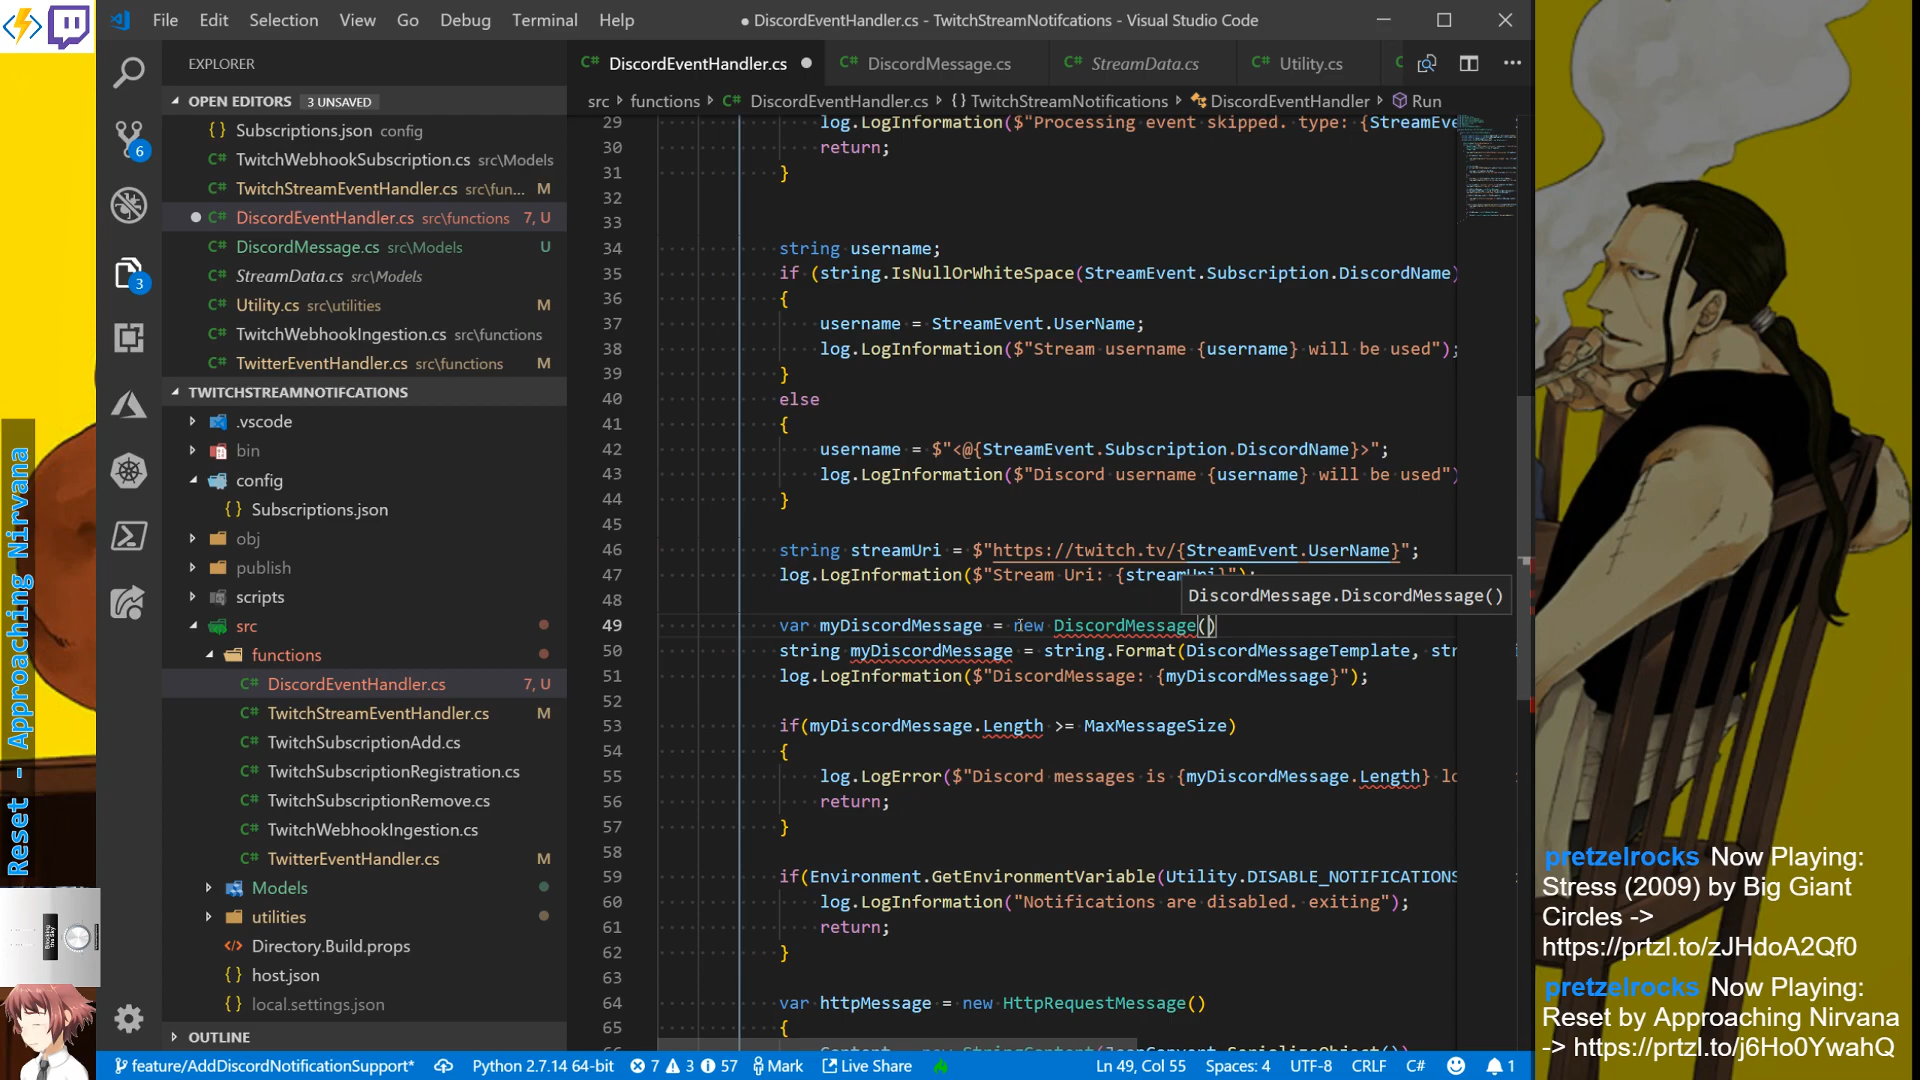 File Edit Selection View Go Debug Terminal Help
● DiscordEventHandler.cs - TwitchStreamNotifcations - Visual Studio Code
EXPLORER
OPEN EDITORS 3 UNSAVED
{} Subscriptions.json config
C# TwitchWebhookSubscription.cs src\Models
C# TwitchStreamEventHandler.cs src\fun... M
● C# DiscordEventHandler.cs src\functions 7, U
C# DiscordMessage.cs src\Models U
C# StreamData.cs src\Models
C# Utility.cs src\utilities M
C# TwitchWebhookIngestion.cs src\functions
C# TwitterEventHandler.cs src\functions M
TWITCHSTREAMNOTIFCATIONS
.vscode
bin
config
{} Subscriptions.json
obj
publish
scripts
src
functions
C# DiscordEventHandler.cs 7, U
C# TwitchStreamEventHandler.cs M
C# TwitchSubscriptionAdd.cs
C# TwitchSubscriptionRegistration.cs
C# TwitchSubscriptionRemove.cs
C# TwitchWebhookIngestion.cs
C# TwitterEventHandler.cs M
Models
utilities
Directory.Build.props
{} host.json
{} local.settings.json
OUTLINE
6
3
C# DiscordEventHandler.cs ● C# DiscordMessage.cs C# StreamData.cs C# Utility.cs
src › functions › C# DiscordEventHandler.cs › {} TwitchStreamNotifications › DiscordEventHandler › Run
29 log.LogInformation($"Processing event skipped. type: {StreamEve
30 return;
31 }
32
33
34 string username;
35 if (string.IsNullOrWhiteSpace(StreamEvent.Subscription.DiscordName)
36 {
37 username = StreamEvent.UserName;
38 log.LogInformation($"Stream username {username} will be used");
39 }
40 else
41 {
42 username = $"<@{StreamEvent.Subscription.DiscordName}>";
43 log.LogInformation($"Discord username {username} will be used")
44 }
45
46 string streamUri = $"https://twitch.tv/{StreamEvent.UserName}";
47 log.LogInformation($"Stream Uri: {streamUri}");
48
DiscordMessage.DiscordMessage()
49 var myDiscordMessage = new DiscordMessage()
50 string myDiscordMessage = string.Format(DiscordMessageTemplate, str
51 log.LogInformation($"DiscordMessage: {myDiscordMessage}");
52
53 if(myDiscordMessage.Length >= MaxMessageSize)
54 {
55 log.LogError($"Discord messages is {myDiscordMessage.Length} lo
56 return;
57 }
58
59 if(Environment.GetEnvironmentVariable(Utility.DISABLE_NOTIFICATIONS
60 log.LogInformation("Notifications are disabled. exiting");
61 return;
62 }
63
64 var httpMessage = new HttpRequestMessage()
65 {
feature/AddDiscordNotificationSupport* Python 2.7.14 64-bit 7 3 57 Mark Live Share Ln 49, Col 55 Spaces: 4 UTF-8 CRLF C# 1
Reset - Approaching Nirvana
pretzelrocks Now Playing:
Stress (2009) by Big Giant
Circles ->
https://prtzl.to/zJHdoA2Qf0
pretzelrocks Now Playing:
Reset by Approaching Nirvana
-> https://prtzl.to/j6Ho0YwahQ